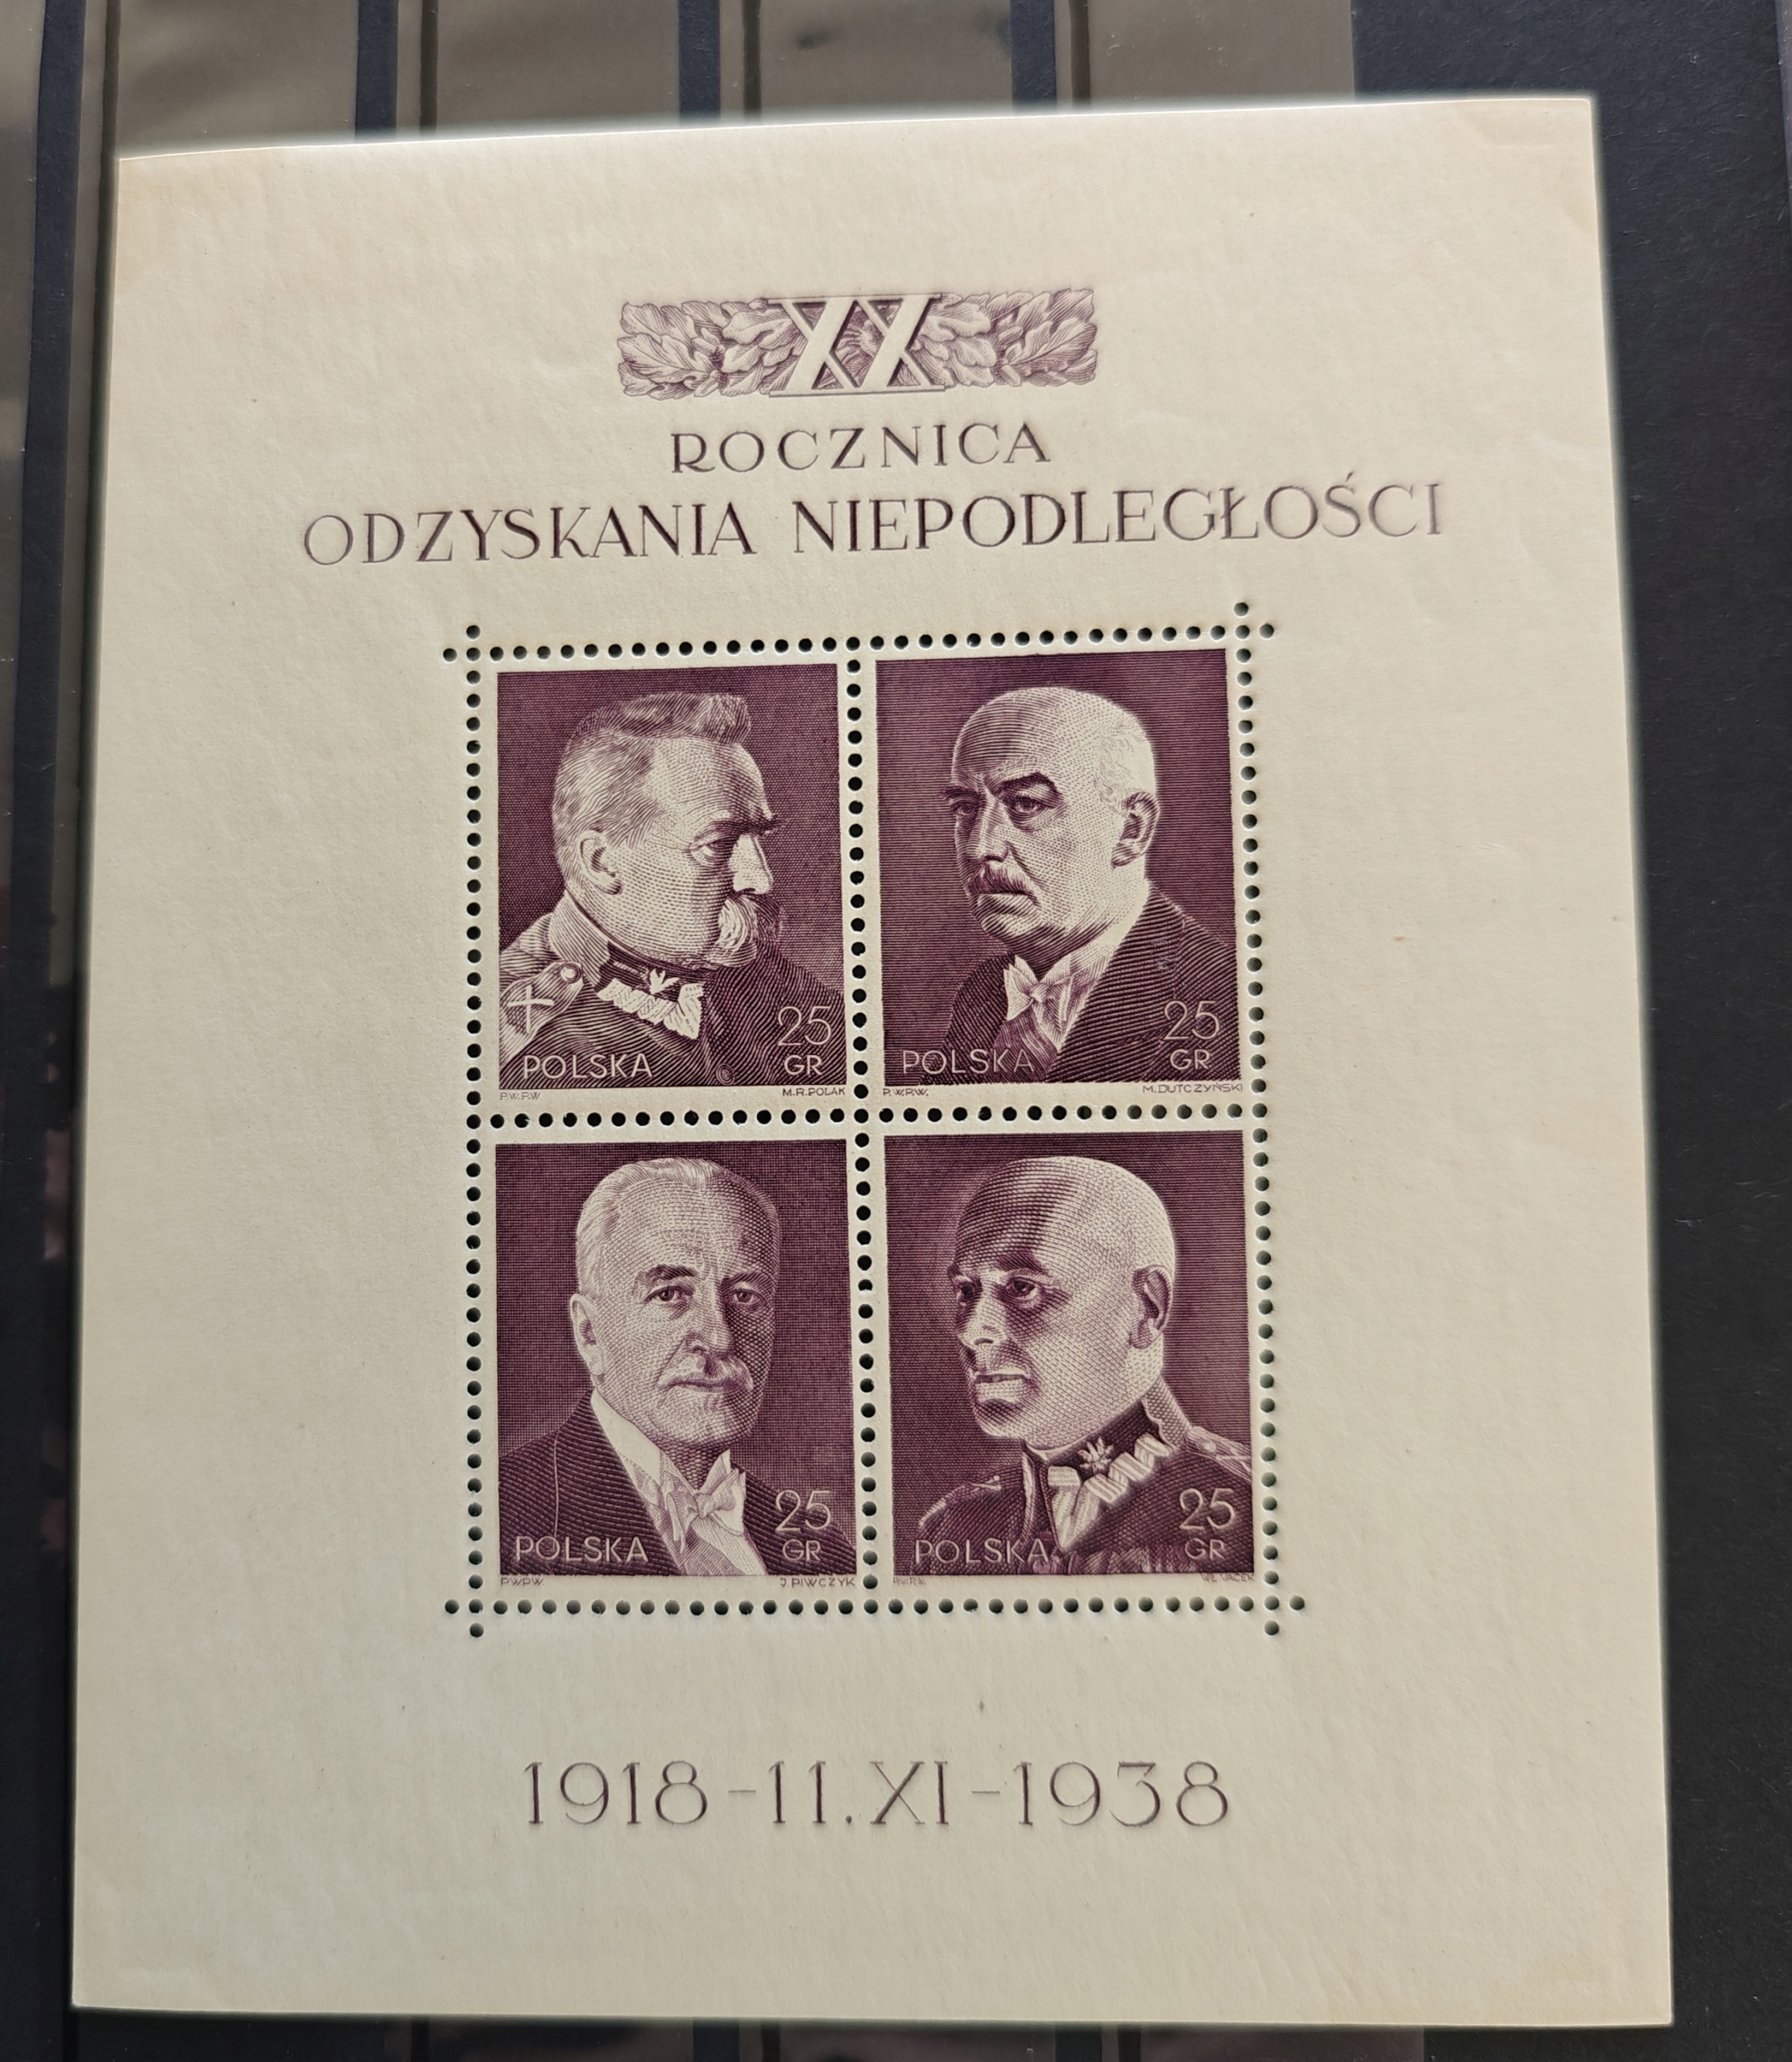 XX
ROCZNICA
ODZYSKANIA NIEPODLEGŁOŚCI
25
POLSKA GR
P.W.P.W M.R.POLAK
25
POLSKA GR
P.W.P.W. M.DUTCZYŃSKI
25
POLSKA GR
P.W.P.W J.PIWCZYK
25
POLSKA GR
1918-11.XI-1938